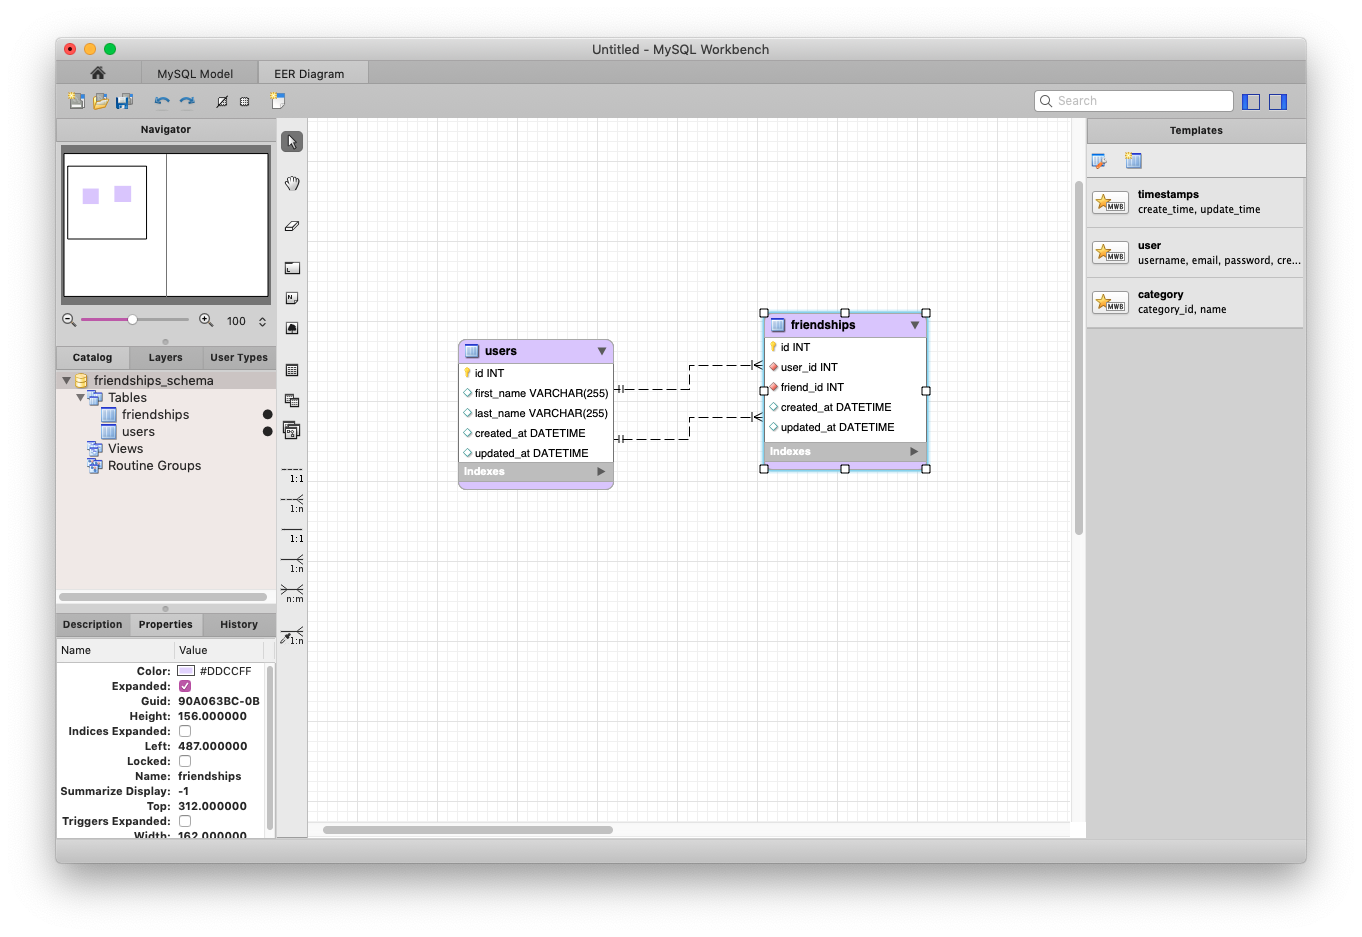 Untitled - MySQL Workbench
MySQL Model
EER Diagram
Search
Navigator
100
Catalog
Layers
User Types
friendships_schema
Tables
friendships
users
Views
Routine Groups
Description
Properties
History
Name
Value
Color: #DDCCFF
Expanded:
Guid: 90A063BC-0B
Height: 156.000000
Indices Expanded:
Left: 487.000000
Locked:
Name: friendships
Summarize Display: -1
Top: 312.000000
Triggers Expanded:
Width: 162.000000
1:1
1:n
1:1
1:n
n:m
1:n
users
id INT
first_name VARCHAR(255)
last_name VARCHAR(255)
created_at DATETIME
updated_at DATETIME
Indexes
friendships
id INT
user_id INT
friend_id INT
created_at DATETIME
updated_at DATETIME
Indexes
Templates
MWB
timestamps
create_time, update_time
MWB
user
username, email, password, cre...
MWB
category
category_id, name